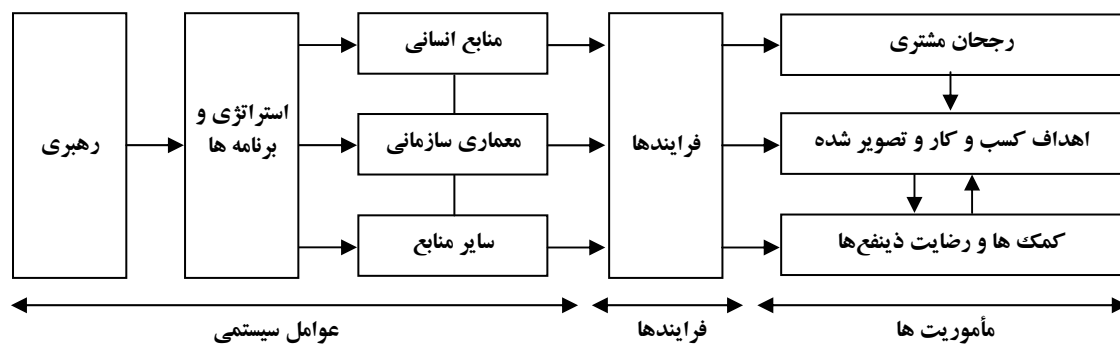 رهبری
استراتژی و
برنامه ها
منابع انسانی
معماری سازمانی
سایر منابع
فرایندها
رجحان مشتری
اهداف کسب و کار و تصویر شده
کمک ها و رضایت ذینفع‌ها
عوامل سیستمی
فرایندها
مأموریت ها